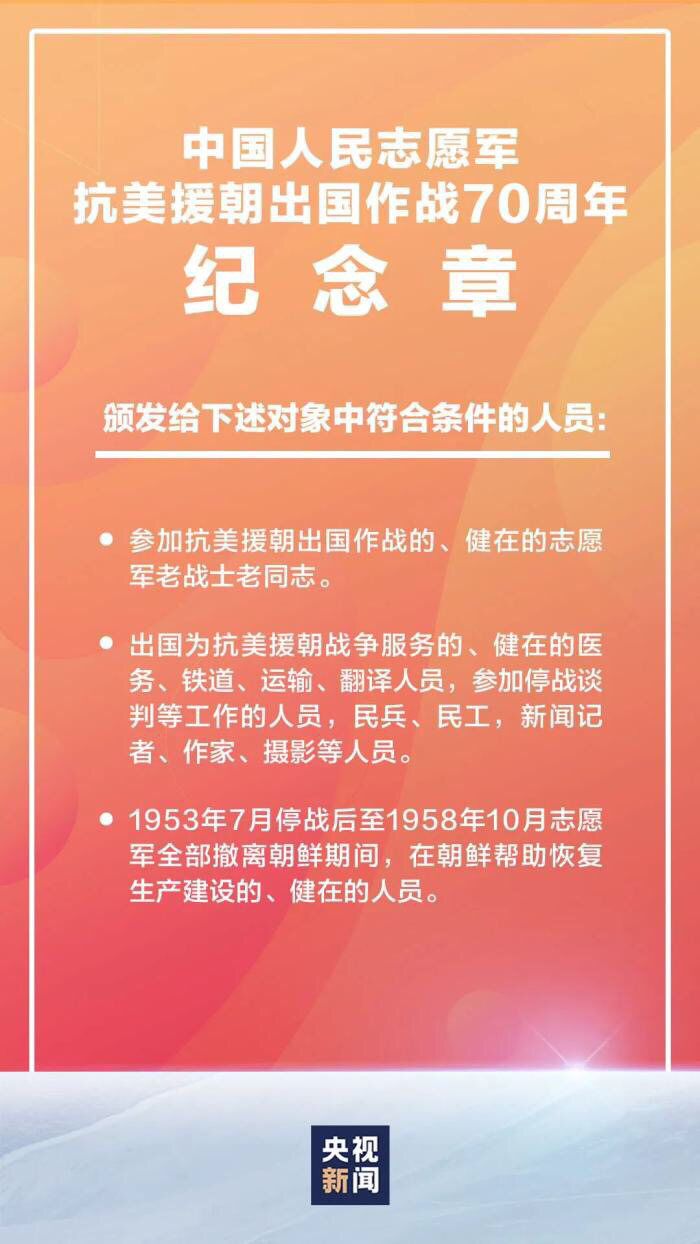 中国人民志愿军
抗美援朝出国作战70周年
纪念章
颁发给下述对象中符合条件的人员:
● 参加抗美援朝出国作战的、健在的志愿
军老战士老同志。
● 出国为抗美援朝战争服务的、健在的医
务、铁道、运输、翻译人员，参加停战谈
判等工作的人员，民兵、民工，新闻记
者、作家、摄影等人员。
● 1953年7月停战后至1958年10月志愿
军全部撤离朝鲜期间，在朝鲜帮助恢复
生产建设的、健在的人员。
央视
新闻